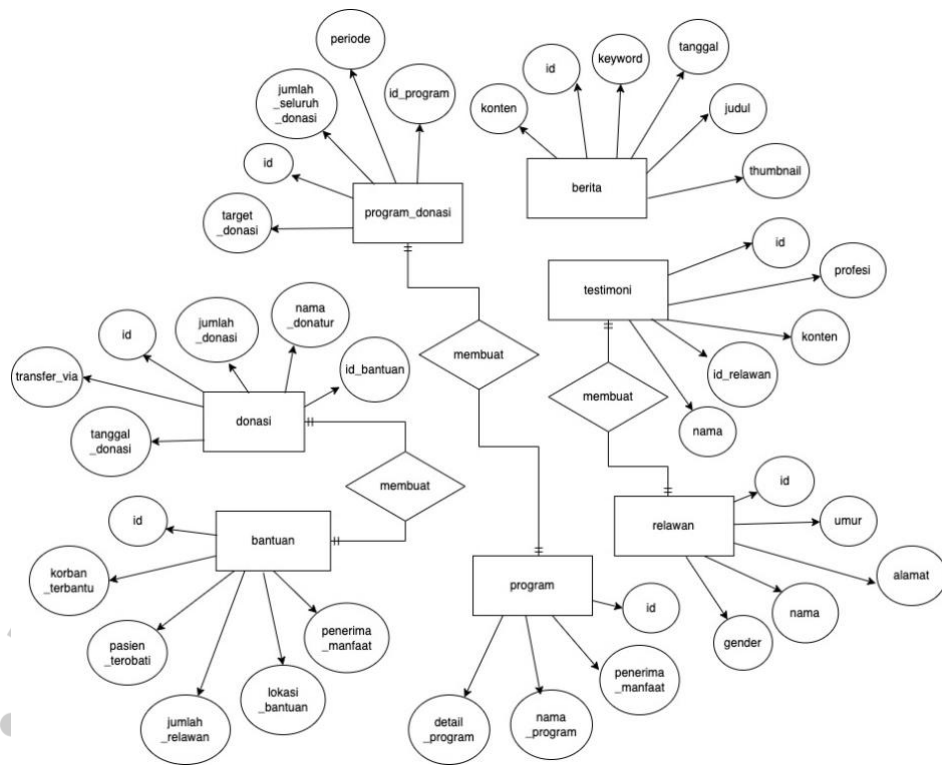 periode
jumlah
_seluruh
_donasi
id_program
id
target
_donasi
program_donasi
konten
id
keyword
tanggal
judul
thumbnail
berita
id
profesi
konten
id_relawan
nama
testimoni
membuat
membuat
transfer_via
id
jumlah
_donasi
nama
_donatur
id_bantuan
tanggal
_donasi
donasi
membuat
id
korban
_terbantu
pasien
_terobati
jumlah
_relawan
lokasi
_bantuan
penerima
_manfaat
bantuan
program
id
penerima
_manfaat
nama
_program
detail
_program
relawan
id
umur
alamat
nama
gender